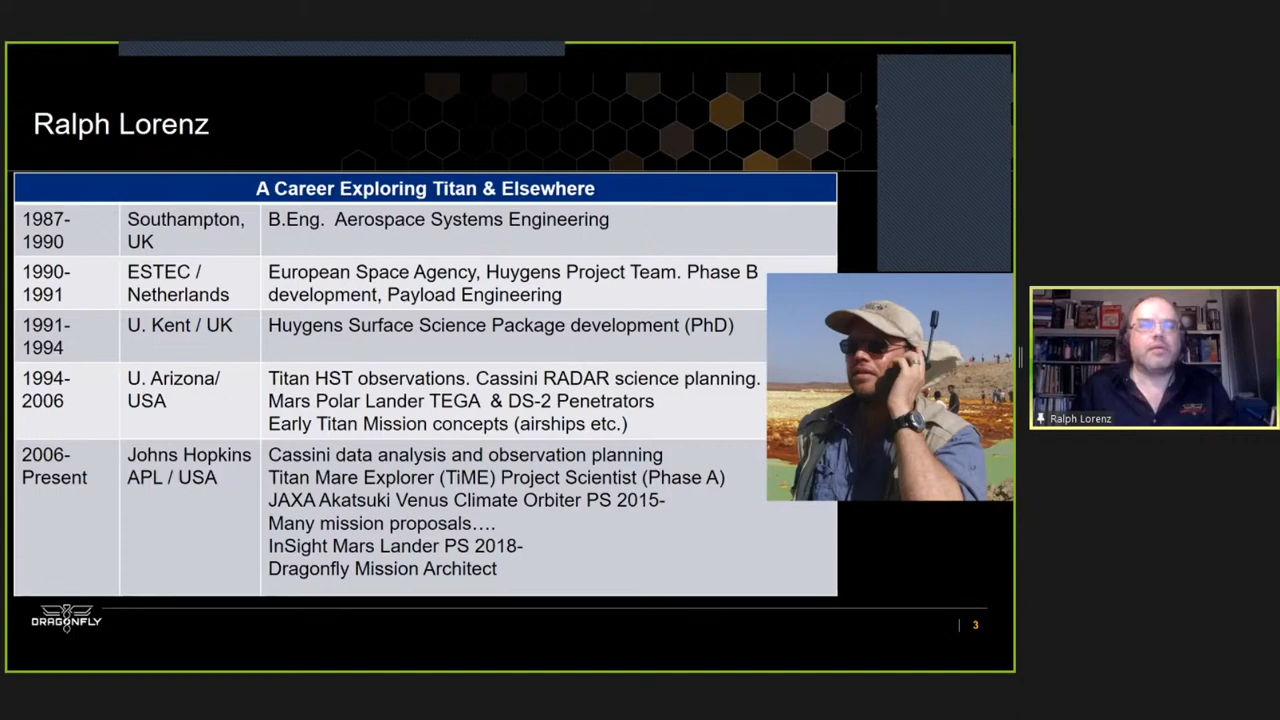 Ralph Lorenz
A Career Exploring Titan & Elsewhere
1987-
1990
Southampton,
UK
B.Eng.  Aerospace Systems Engineering
1990-
1991
ESTEC /
Netherlands
European Space Agency, Huygens Project Team. Phase B
development, Payload Engineering
1991-
1994
U. Kent / UK
Huygens Surface Science Package development (PhD)
1994-
2006
U. Arizona/
USA
Titan HST observations. Cassini RADAR science planning.
Mars Polar Lander TEGA  & DS-2 Penetrators
Early Titan Mission concepts (airships etc.)
2006-
Present
Johns Hopkins
APL / USA
Cassini data analysis and observation planning
Titan Mare Explorer (TiME) Project Scientist (Phase A)
JAXA Akatsuki Venus Climate Orbiter PS 2015-
Many mission proposals….
InSight Mars Lander PS 2018-
Dragonfly Mission Architect
DRAGONFLY
3
Ralph Lorenz